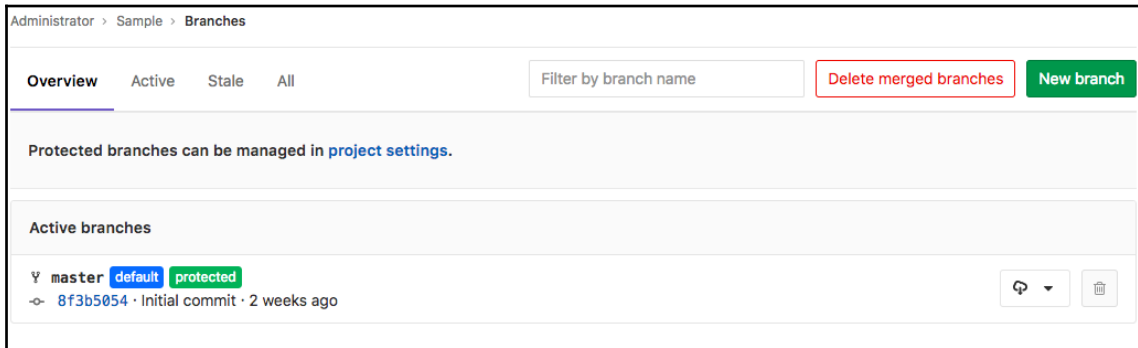 Administrator > Sample > Branches
Overview Active Stale All Filter by branch name Delete merged branches New branch
Protected branches can be managed in project settings.
Active branches
master default protected
8f3b5054 · Initial commit · 2 weeks ago